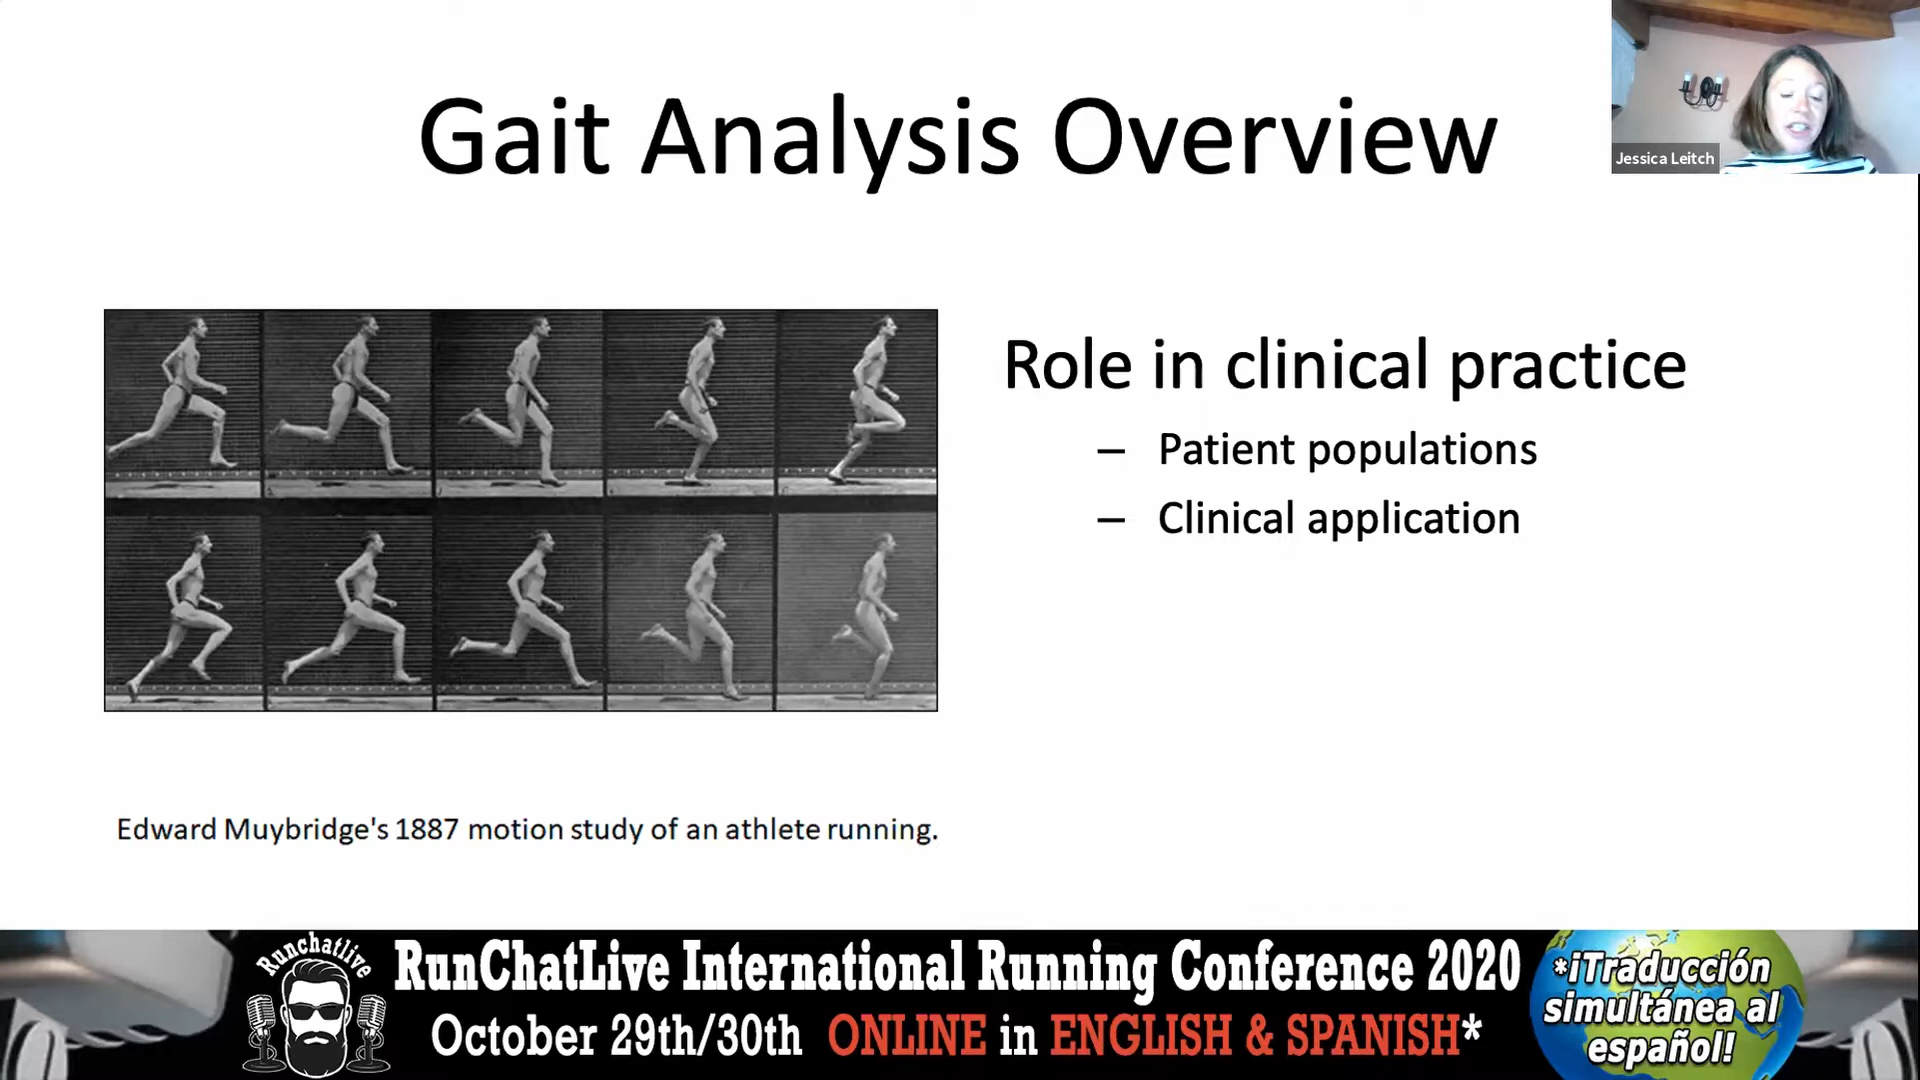 Gait Analysis Overview
Jessica Leitch
Role in clinical practice
– Patient populations
– Clinical application
Edward Muybridge's 1887 motion study of an athlete running.
Runchatlive
RunChatLive International Running Conference 2020
October 29th/30th ONLINE in ENGLISH & SPANISH*
*¡Traducción
simultánea al
español!